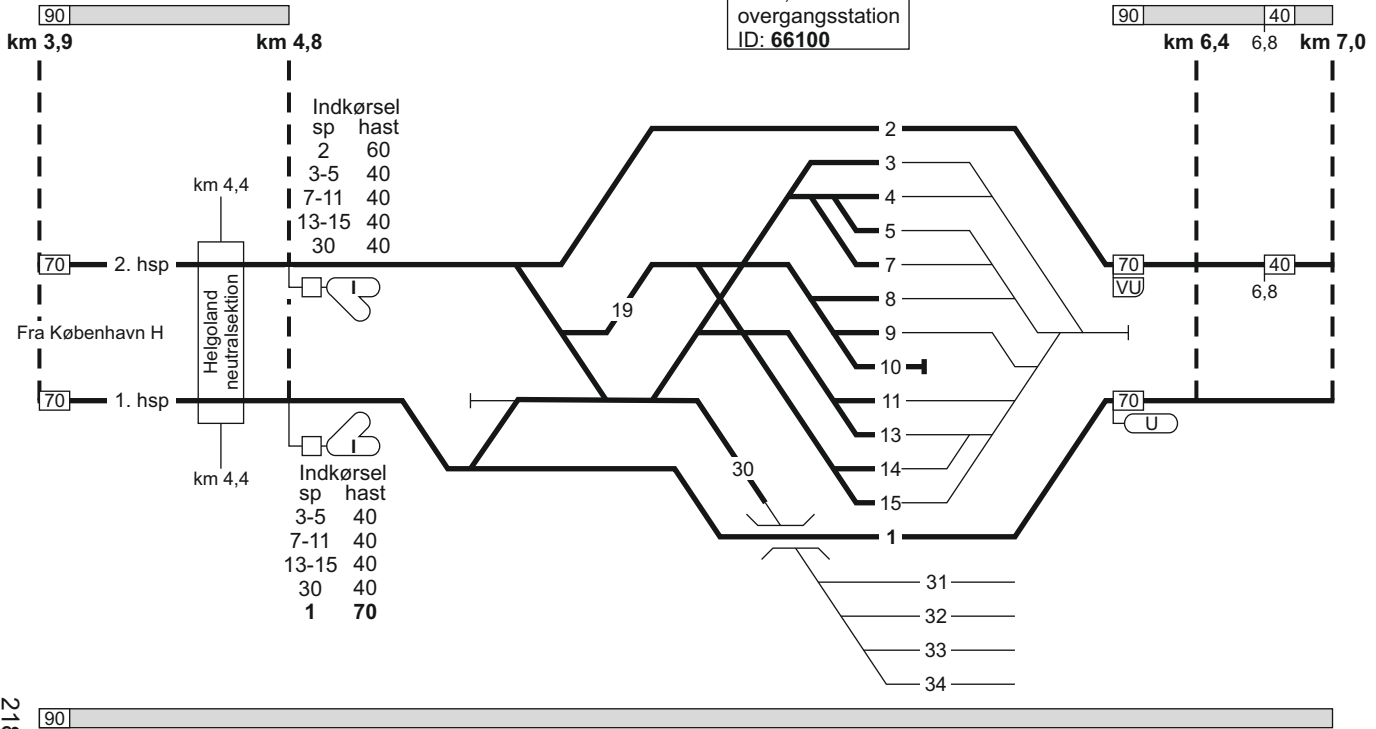 90
90 40
km 3,9 km 4,8
km 6,4 6,8 km 7,0
overgangsstation
ID: 66100
Indkørsel
sp hast
2 60
3-5 40
7-11 40
13-15 40
30 40
km 4,4
70 2. hsp
I
Fra København H
Helgoland
neutralsektion
70 1. hsp
I
km 4,4
Indkørsel
sp hast
3-5 40
7-11 40
13-15 40
30 40
1 70
19
30
2
3
4
5
7
8
9
10
11
13
14
15
1
31
32
33
34
70 40
VU
6,8
70
U
90